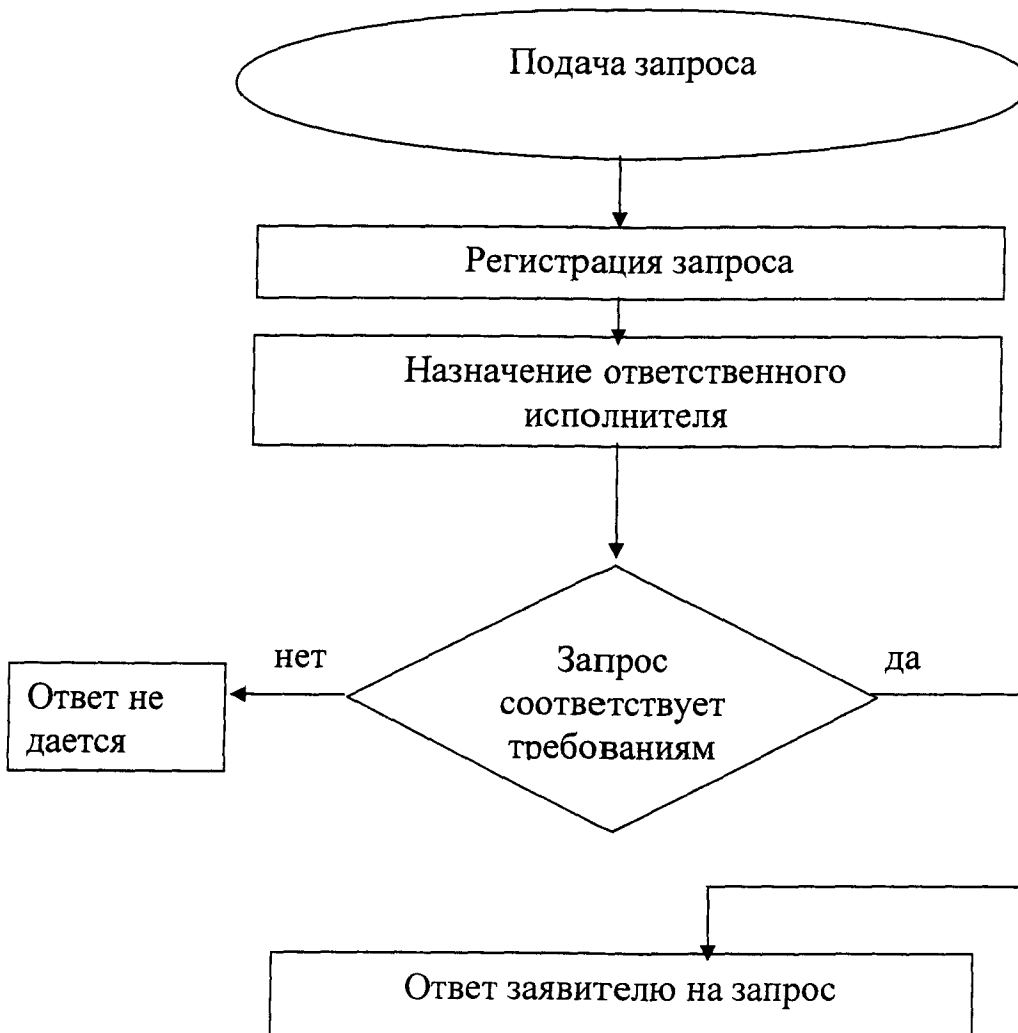 Подача запроса
Регистрация запроса
Назначение ответственного
исполнителя
нет
Запрос
соответствует
требованиям
да
Ответ не
дается
Ответ заявителю на запрос